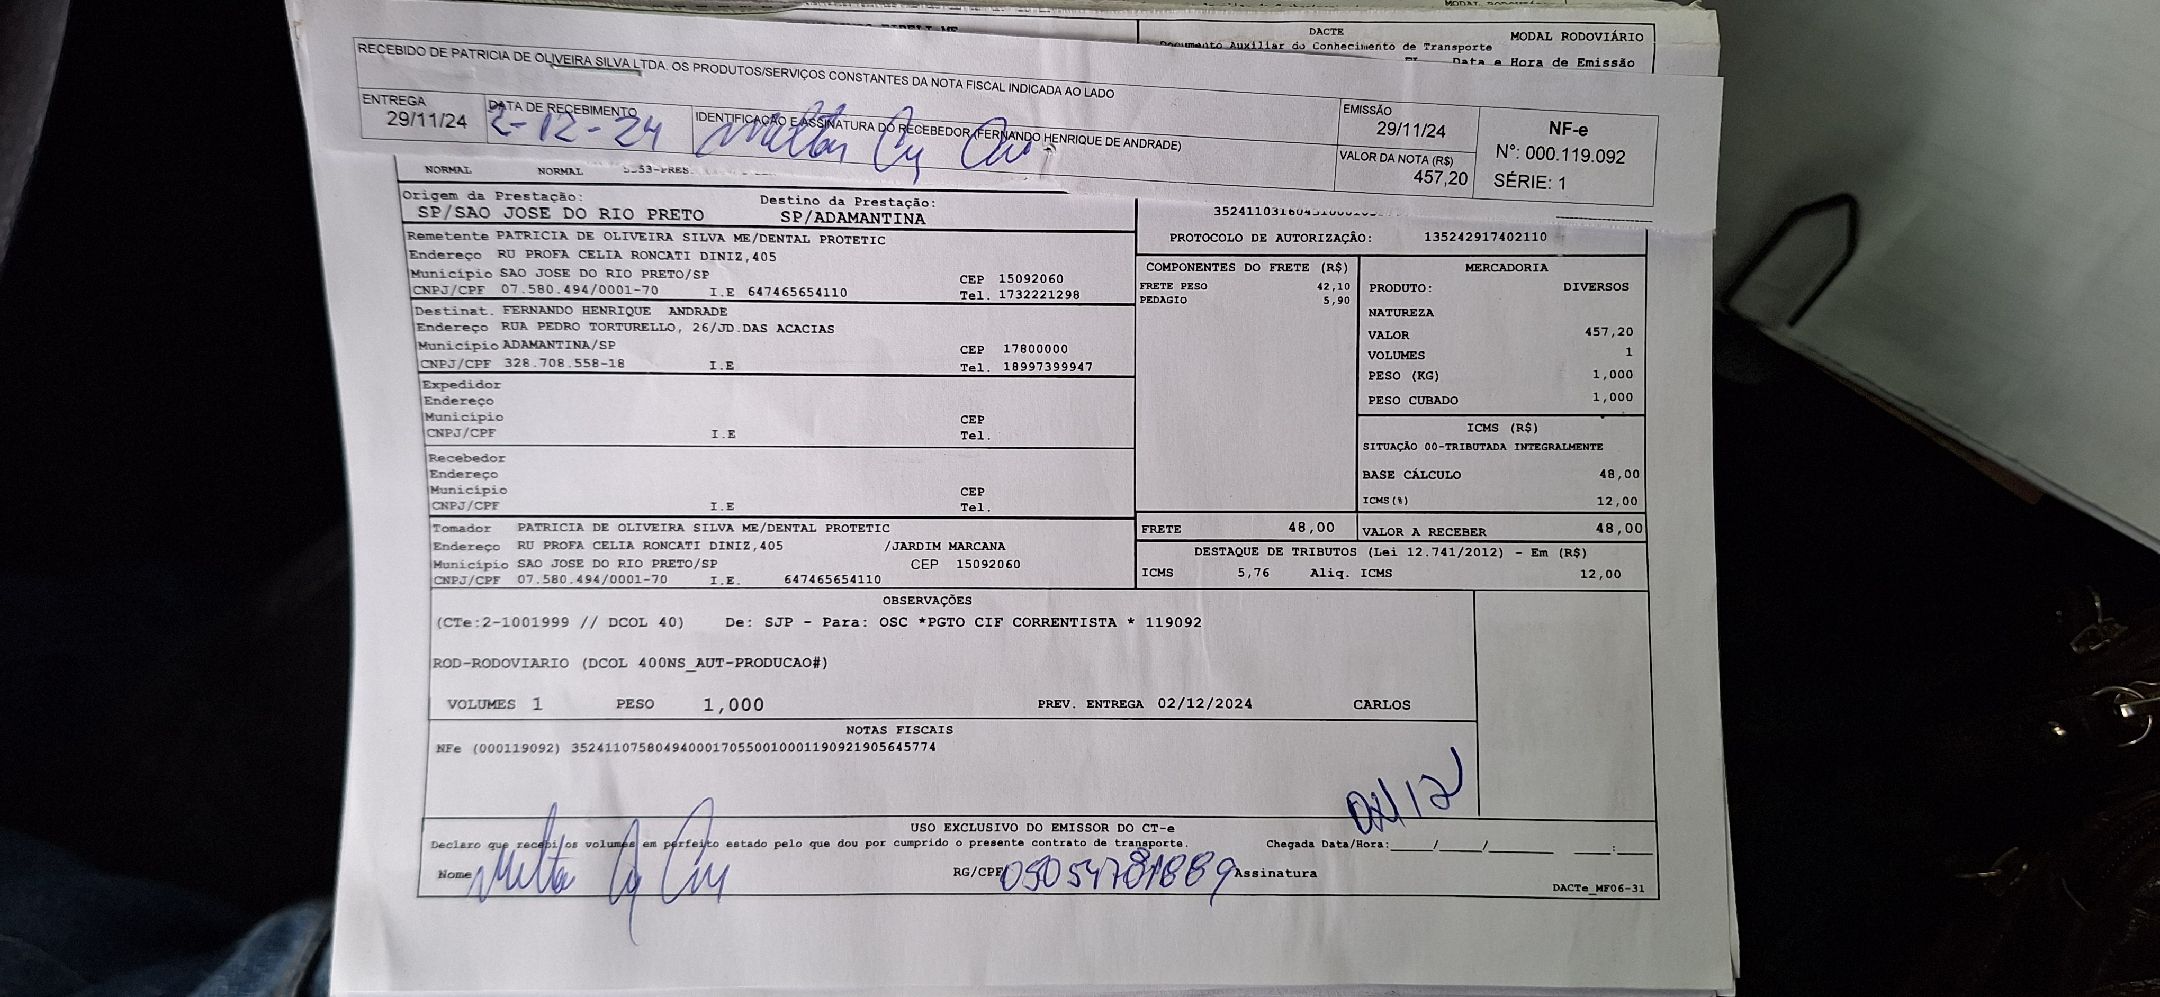 DACTE
MODAL RODOVIÁRIO
Documento Auxiliar do Conhecimento de Transporte
Data e Hora de Emissão
RECEBIDO DE PATRICIA DE OLIVEIRA SILVA LTDA. OS PRODUTOS/SERVIÇOS CONSTANTES DA NOTA FISCAL INDICADA AO LADO
ENTREGA
29/11/24
DATA DE RECEBIMENTO
2-12-24
IDENTIFICAÇÃO E ASSINATURA DO RECEBEDOR (FERNANDO HENRIQUE DE ANDRADE)
EMISSÃO
29/11/24
VALOR DA NOTA (R$)
457,20
NF-e
Nº: 000.119.092
SÉRIE: 1
NORMAL NORMAL
Origem da Prestação:
SP/SAO JOSE DO RIO PRETO
Destino da Prestação:
SP/ADAMANTINA
PROTOCOLO DE AUTORIZAÇÃO: 135242917402110
Remetente PATRICIA DE OLIVEIRA SILVA ME/DENTAL PROTETIC
Endereço RU PROFA CELIA RONCATI DINIZ,405
Município SAO JOSE DO RIO PRETO/SP CEP 15092060
CNPJ/CPF 07.580.494/0001-70 I.E 647465654110 Tel. 1732221298
Destinat. FERNANDO HENRIQUE ANDRADE
Endereço RUA PEDRO TORTURELLO, 26/JD.DAS ACACIAS
Município ADAMANTINA/SP CEP 17800000
CNPJ/CPF 328.708.558-18 I.E Tel. 18997399947
Expedidor
Endereço
Município CEP
CNPJ/CPF I.E Tel.
Recebedor
Endereço
Município CEP
CNPJ/CPF I.E Tel.
Tomador PATRICIA DE OLIVEIRA SILVA ME/DENTAL PROTETIC
Endereço RU PROFA CELIA RONCATI DINIZ,405 /JARDIM MARCANA
Município SAO JOSE DO RIO PRETO/SP CEP 15092060
CNPJ/CPF 07.580.494/0001-70 I.E. 647465654110
COMPONENTES DO FRETE (R$)
FRETE PESO 42,10
PEDAGIO 5,90
MERCADORIA
PRODUTO: DIVERSOS
NATUREZA
VALOR 457,20
VOLUMES 1
PESO (KG) 1,000
PESO CUBADO 1,000
ICMS (R$)
SITUAÇÃO 00-TRIBUTADA INTEGRALMENTE
BASE CÁLCULO 48,00
ICMS(%) 12,00
FRETE 48,00
VALOR A RECEBER 48,00
DESTAQUE DE TRIBUTOS (Lei 12.741/2012) - Em (R$)
ICMS 5,76 Aliq. ICMS 12,00
OBSERVAÇÕES
(CTe:2-1001999 // DCOL 40) De: SJP - Para: OSC *PGTO CIF CORRENTISTA * 119092
ROD-RODOVIARIO (DCOL 400NS_AUT-PRODUCAO#)
VOLUMES 1 PESO 1,000 PREV. ENTREGA 02/12/2024 CARLOS
NOTAS FISCAIS
NFe (000119092) 35241107580494000170550010001190921905645774
USO EXCLUSIVO DO EMISSOR DO CT-e
Declaro que recebi os volumes em perfeito estado pelo que dou por cumprido o presente contrato de transporte. Chegada Data/Hora:____/____/_______ ___:____
Nome RG/CPF 05054781889 Assinatura
DACTe_MF06-31